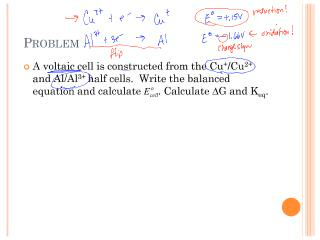 → Cu²⁺ + e⁻ → Cu⁺ E° = +.15V reduction!
PROBLEM Al³⁺ + 3e⁻ → Al E° = -1.66V ← oxidation!
flip change sign
A voltaic cell is constructed from the Cu⁺/Cu²⁺
and Al/Al³⁺ half cells. Write the balanced
equation and calculate E°cell. Calculate ΔG and Keq.